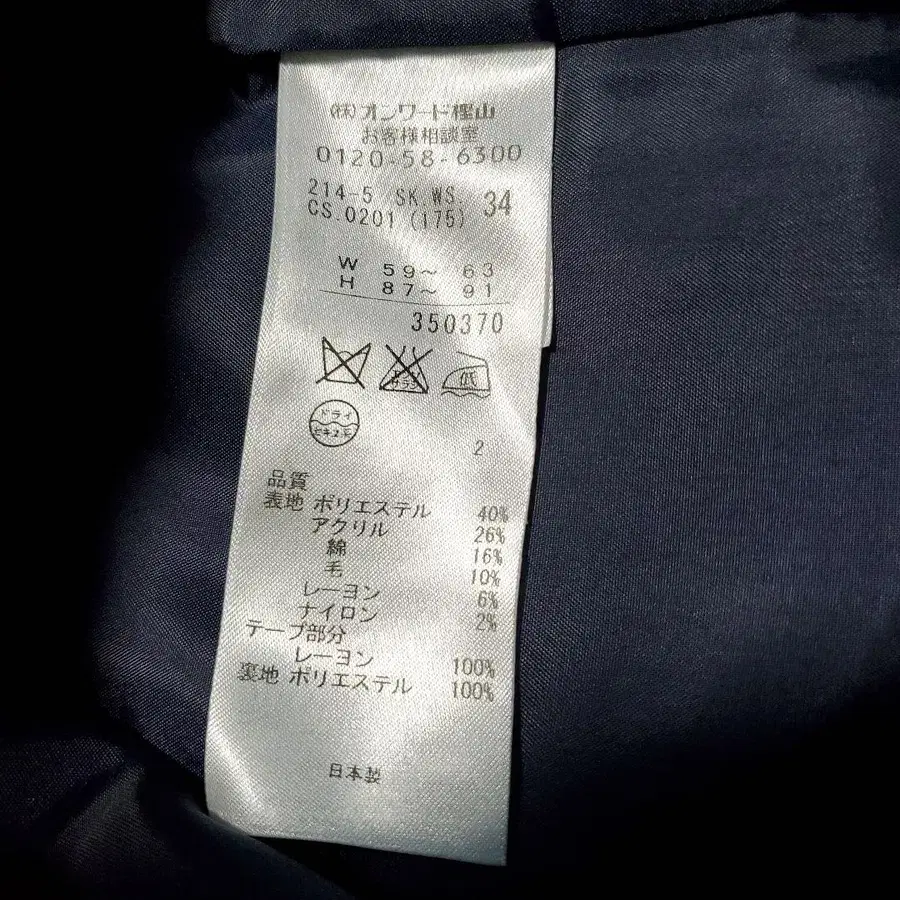 (株)オンワード樫山
お客様相談室
0120-58-6300
214-5 SK.WS. 34
CS.0201 (175)
W 59～ 63
H 87～ 91
350370
低
ドライ
セキユ系
2
品質
表地 ポリエステル 40%
アクリル 26%
綿 16%
毛 10%
レーヨン 6%
ナイロン 2%
テープ部分
レーヨン 100%
裏地 ポリエステル 100%
日本製